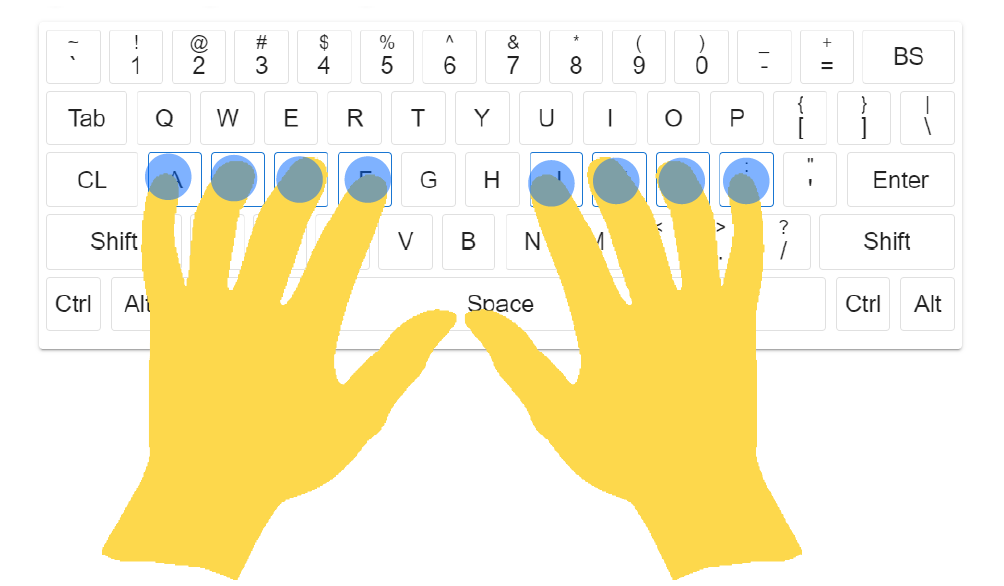 ~ ! @ # $ % ^ & * ( ) _ +
` 1 2 3 4 5 6 7 8 9 0 - = BS
{ } |
Tab Q W E R T Y U I O P [ ] \
CL A F G H J : " ' Enter
Shift V B N M < > . ? / Shift
Ctrl Alt Space Ctrl Alt